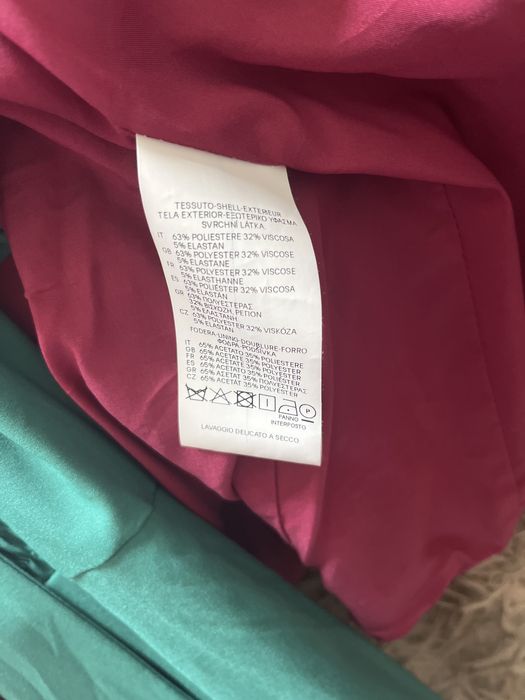 TESSUTO-SHELL-EXTERIEUR
TELA EXTERIOR-ΕΞΩΤΕΡΙΚΟ ΥΦΑΣΜΑ
SVRCHNÍ LÁTKA
IT 63% POLIESTERE 32% VISCOSA
5% ELASTAN
GB 63% POLYESTER 32% VISCOSE
5% ELASTANE
FR 63% POLYESTER 32% VISCOSE
5% ELASTHANNE
ES 63% POLIÉSTER 32% VISCOSA
5% ELASTÁN
GR 63% ΠΟΛΥΕΣΤΕΡΑΣ
32% ΒΙΣΚΟΖΗ, ΡΕΓΙΟΝ
5% ΕΛΑΣΤΑΝΗ
CZ 63% POLYESTER 32% VISKÓZA
5% ELASTAN
FODERA-LINING-DOUBLURE-FORRO
ΦΟΔΡΑ-PODŠÍVKA
IT 65% ACETATO 35% POLIESTERE
GB 65% ACETATE 35% POLYESTER
FR 65% ACETATE 35% POLYESTER
ES 65% ACETATO 35% POLIÉSTER
GR 65% ΑΣΕΤΑΤ 35% ΠΟΛΥΕΣΤΕΡΑΣ
CZ 65% ACETÁT 35% POLYESTER
P
PANNO
INTERPOSTO
LAVAGGIO DELICATO A SECCO